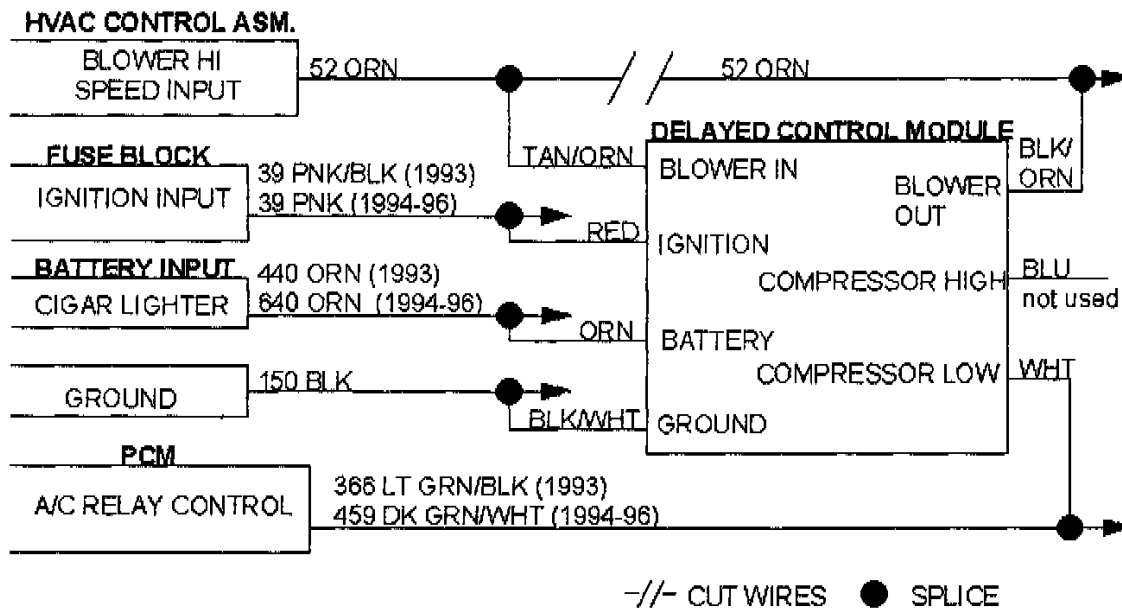 HVAC CONTROL ASM.
BLOWER HI
SPEED INPUT
52 ORN
52 ORN
DELAYED CONTROL MODULE
TAN/ORN
BLOWER IN
BLK/
ORN
BLOWER
OUT
FUSE BLOCK
IGNITION INPUT
39 PNK/BLK (1993)
39 PNK (1994-96)
RED
IGNITION
COMPRESSOR HIGH
BLU
not used
BATTERY INPUT
CIGAR LIGHTER
440 ORN (1993)
640 ORN (1994-96)
ORN
BATTERY
COMPRESSOR LOW
WHT
GROUND
150 BLK
BLK/WHT
GROUND
PCM
A/C RELAY CONTROL
366 LT GRN/BLK (1993)
459 DK GRN/WHT (1994-96)
-//- CUT WIRES
SPLICE